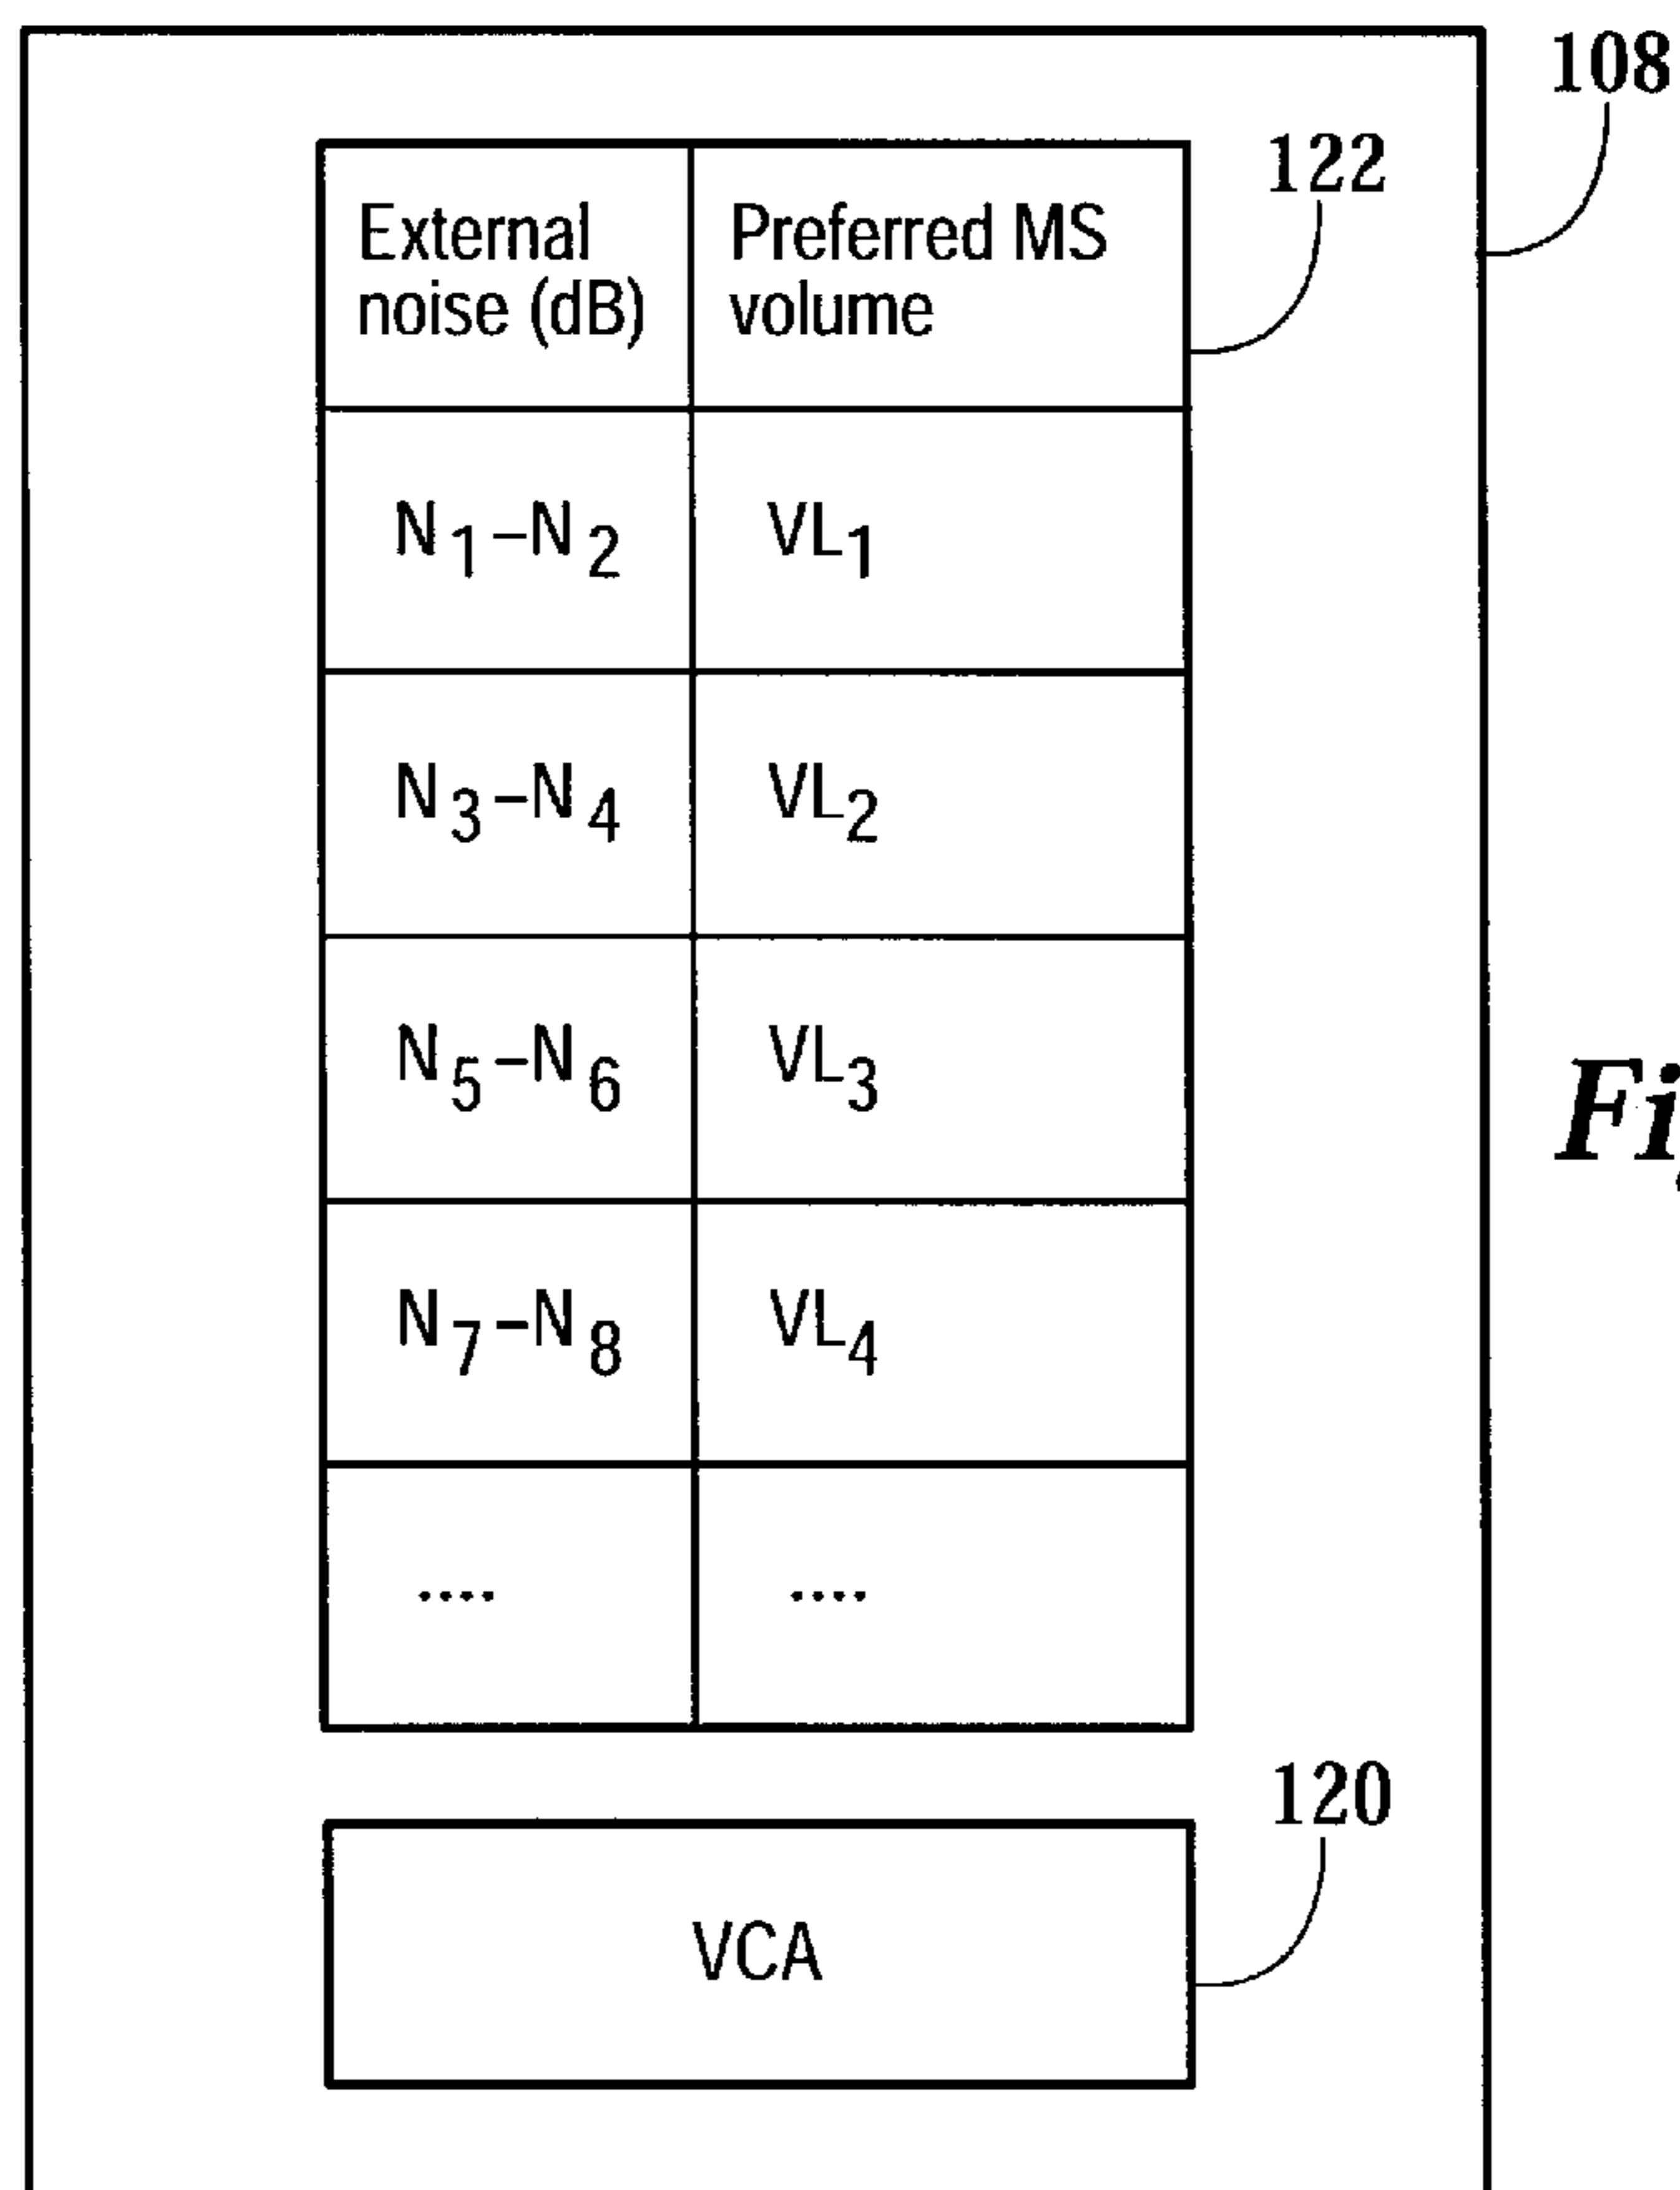 108
122
External noise (dB) Preferred MS volume
N₁–N₂ VL₁
N₃–N₄ VL₂
N₅–N₆ VL₃
N₇–N₈ VL₄
.... ....
120
VCA